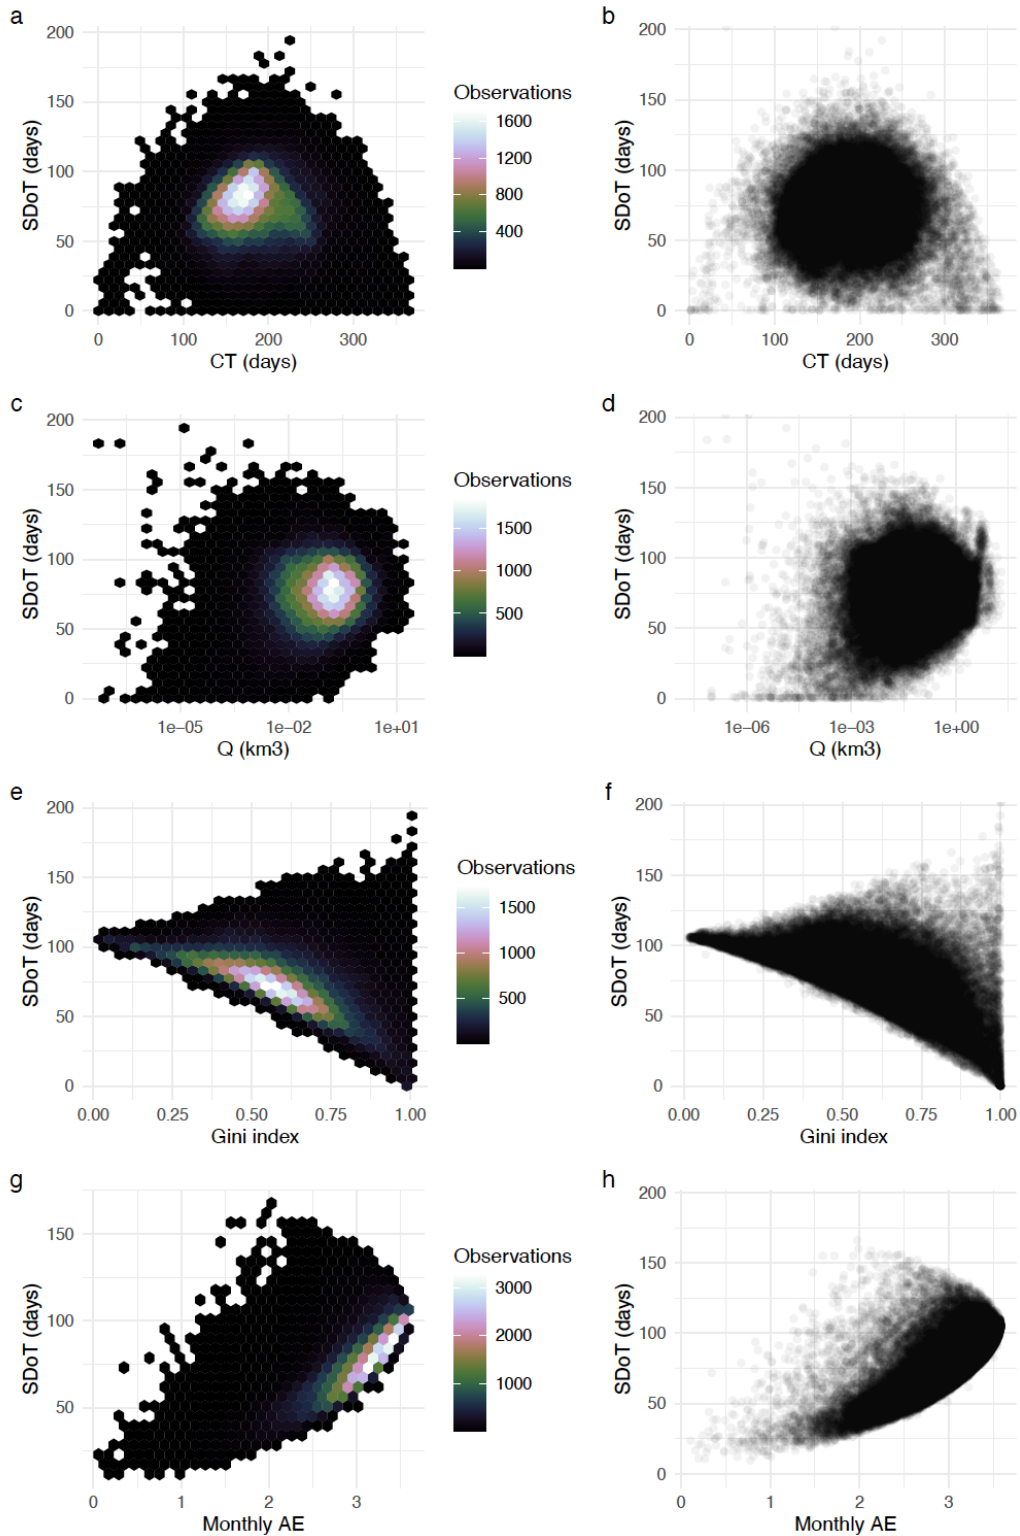 a
b
SDoT (days)
200
150
100
50
0
0 100 200 300
CT (days)
Observations
1600
1200
800
400
SDoT (days)
200
150
100
50
0
0 100 200 300
CT (days)
c
d
SDoT (days)
200
150
100
50
0
1e−05 1e−02 1e+01
Q (km3)
Observations
1500
1000
500
SDoT (days)
200
150
100
50
0
1e−06 1e−03 1e+00
Q (km3)
e
f
SDoT (days)
200
150
100
50
0
0.00 0.25 0.50 0.75 1.00
Gini index
Observations
1500
1000
500
SDoT (days)
200
150
100
50
0
0.00 0.25 0.50 0.75 1.00
Gini index
g
h
SDoT (days)
150
100
50
0 1 2 3
Monthly AE
Observations
3000
2000
1000
SDoT (days)
200
150
100
50
0
0 1 2 3
Monthly AE